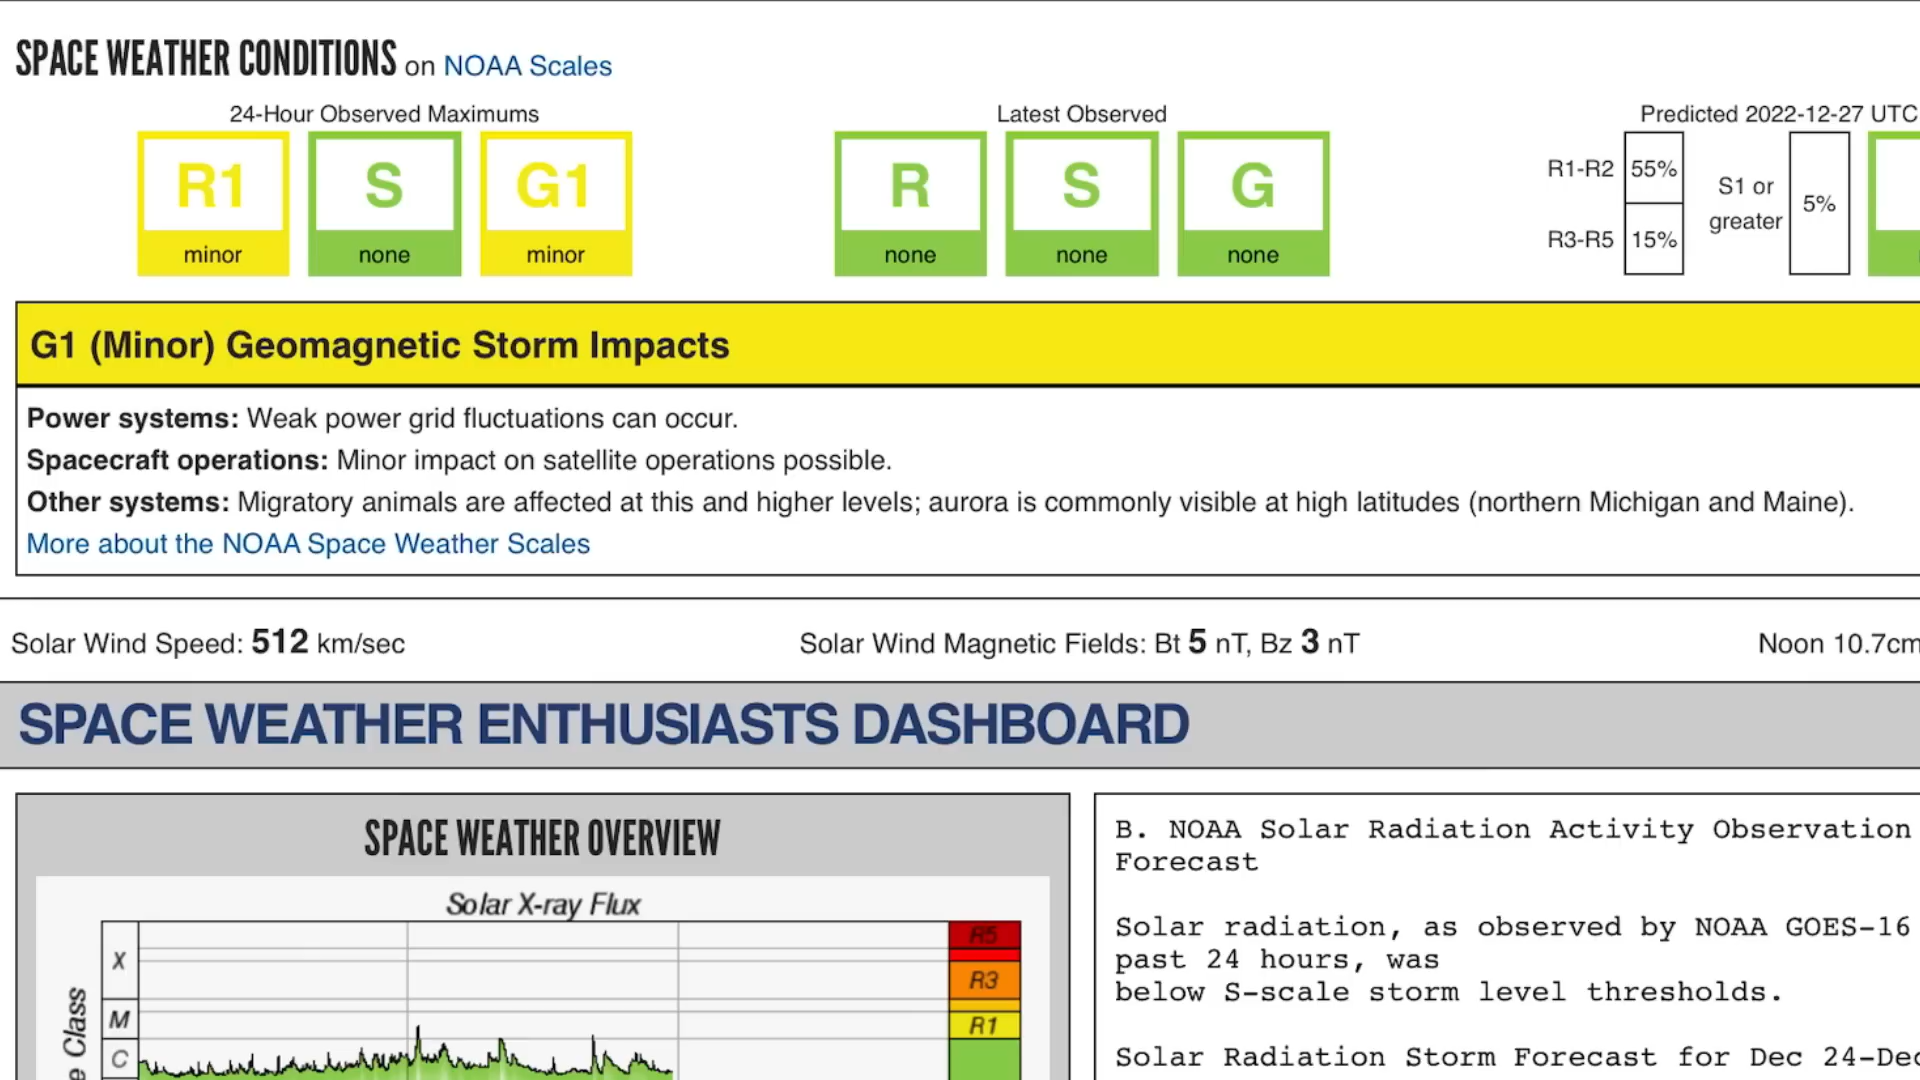 SPACE WEATHER CONDITIONS on NOAA Scales
24-Hour Observed Maximums
R1 S G1
minor none minor
Latest Observed
R S G
none none none
Predicted 2022-12-27 UTC
R1-R2 55%
R3-R5 15%
S1 or greater 5%
G1 (Minor) Geomagnetic Storm Impacts
Power systems: Weak power grid fluctuations can occur.
Spacecraft operations: Minor impact on satellite operations possible.
Other systems: Migratory animals are affected at this and higher levels; aurora is commonly visible at high latitudes (northern Michigan and Maine).
More about the NOAA Space Weather Scales
Solar Wind Speed: 512 km/sec
Solar Wind Magnetic Fields: Bt 5 nT, Bz 3 nT
Noon 10.7cm
SPACE WEATHER ENTHUSIASTS DASHBOARD
SPACE WEATHER OVERVIEW
Solar X-ray Flux
X
M
C
Class
R5
R3
R1
B. NOAA Solar Radiation Activity Observation
Forecast
Solar radiation, as observed by NOAA GOES-16
past 24 hours, was
below S-scale storm level thresholds.
Solar Radiation Storm Forecast for Dec 24-Dec